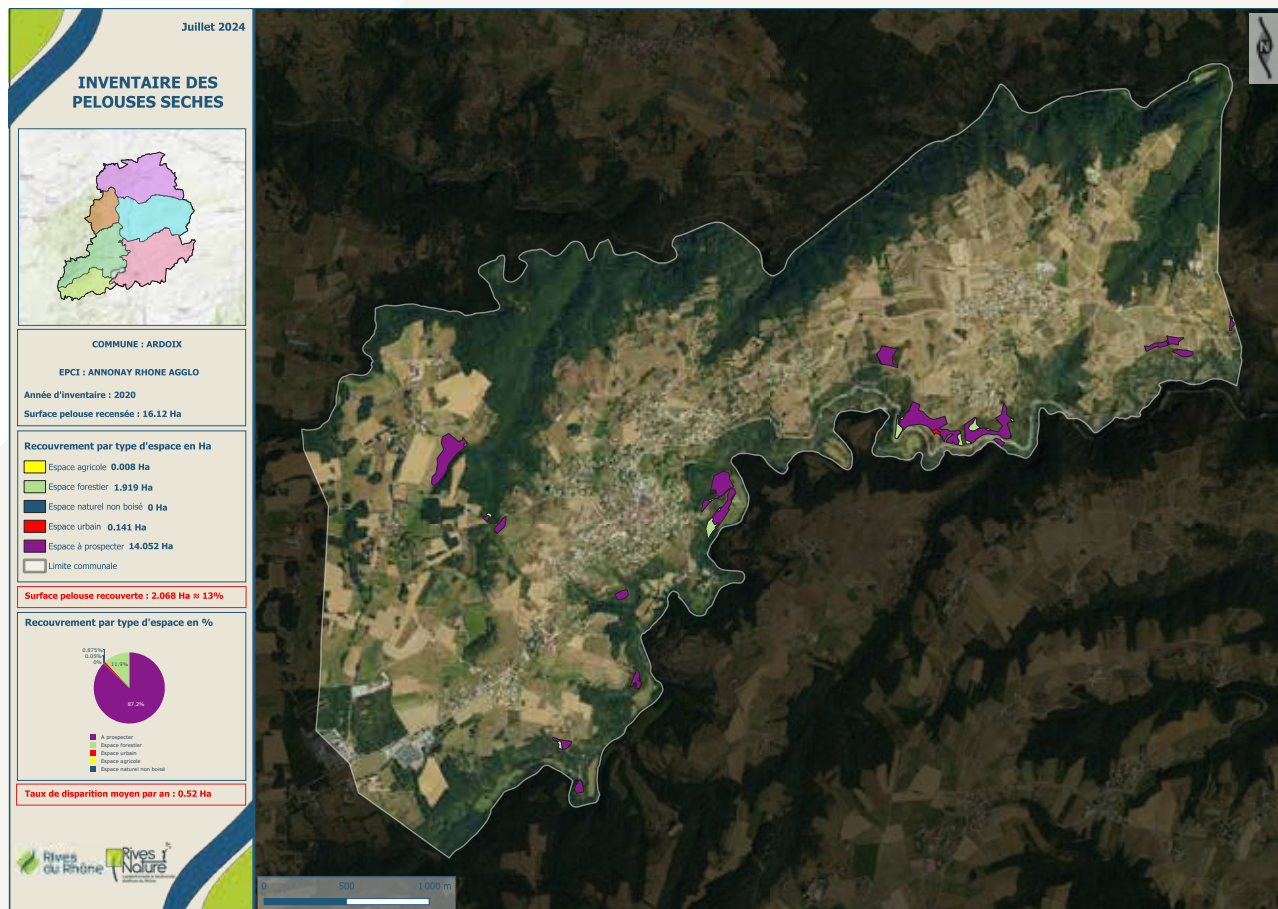 Juillet 2024
INVENTAIRE DES
PELOUSES SECHES
COMMUNE : ARDOIX
EPCI : ANNONAY RHONE AGGLO
Année d'inventaire : 2020
Surface pelouse recensée : 16.12 Ha
Recouvrement par type d'espace en Ha
Espace agricole 0.008 Ha
Espace forestier 1.919 Ha
Espace naturel non boisé 0 Ha
Espace urbain 0.141 Ha
Espace à prospecter 14.052 Ha
Limite communale
Surface pelouse recouverte : 2.068 Ha ≈ 13%
Recouvrement par type d'espace en %
0.875%
0.05%
0%
11.9%
87.2%
A prospecter
Espace forestier
Espace urbain
Espace agricole
Espace naturel non boisé
Taux de disparition moyen par an : 0.52 Ha
Rives
du Rhône
Rives
Nature
N
0 500 1 000 m